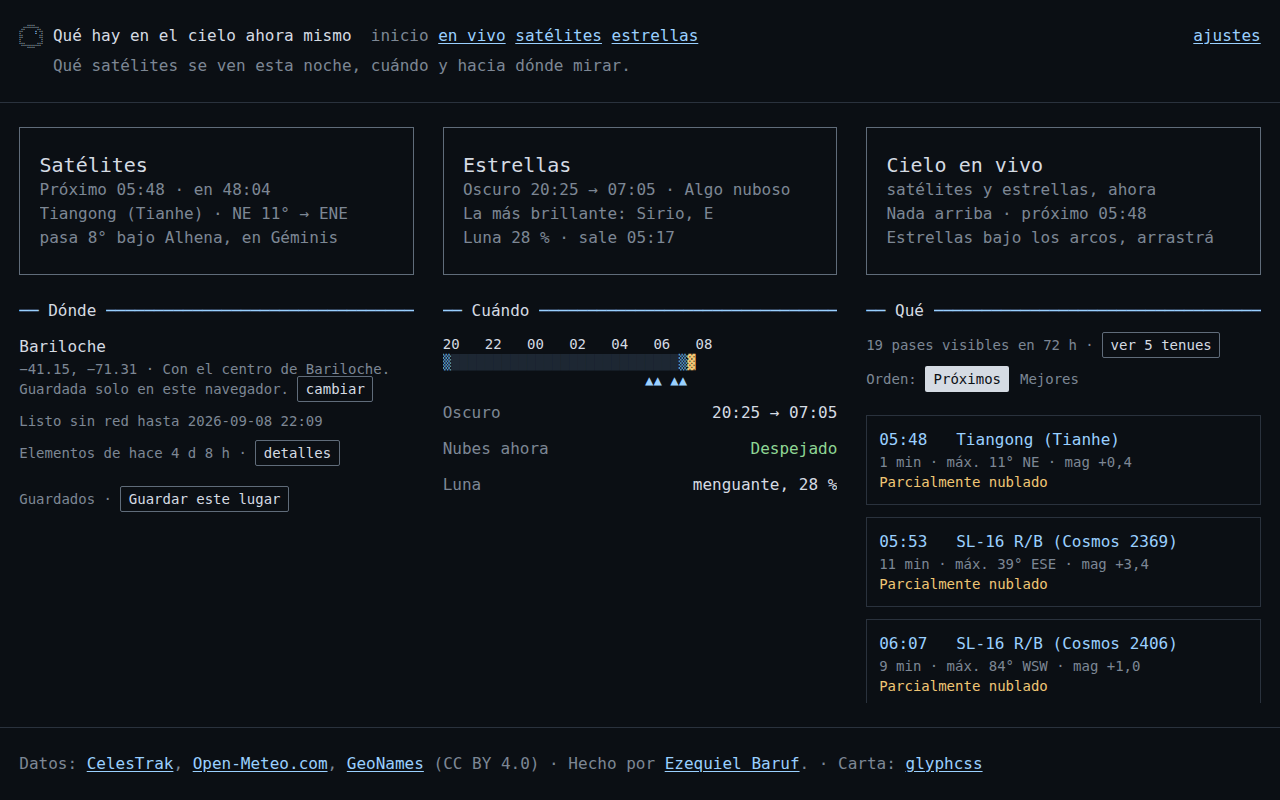 Qué hay en el cielo ahora mismo inicio en vivo satélites estrellas ajustes
Qué satélites se ven esta noche, cuándo y hacia dónde mirar.
Satélites
Próximo 05:48 · en 48:04
Tiangong (Tianhe) · NE 11° → ENE
pasa 8° bajo Alhena, en Géminis
Estrellas
Oscuro 20:25 → 07:05 · Algo nuboso
La más brillante: Sirio, E
Luna 28 % · sale 05:17
Cielo en vivo
satélites y estrellas, ahora
Nada arriba · próximo 05:48
Estrellas bajo los arcos, arrastrá
Dónde
Bariloche
−41.15, −71.31 · Con el centro de Bariloche.
Guardada solo en este navegador. cambiar
Listo sin red hasta 2026-09-08 22:09
Elementos de hace 4 d 8 h · detalles
Guardados · Guardar este lugar
Cuándo
20 22 00 02 04 06 08
Oscuro 20:25 → 07:05
Nubes ahora Despejado
Luna menguante, 28 %
Qué
19 pases visibles en 72 h · ver 5 tenues
Orden: Próximos Mejores
05:48 Tiangong (Tianhe)
1 min · máx. 11° NE · mag +0,4
Parcialmente nublado
05:53 SL-16 R/B (Cosmos 2369)
11 min · máx. 39° ESE · mag +3,4
Parcialmente nublado
06:07 SL-16 R/B (Cosmos 2406)
9 min · máx. 84° WSW · mag +1,0
Parcialmente nublado
Datos: CelesTrak, Open-Meteo.com, GeoNames (CC BY 4.0) · Hecho por Ezequiel Baruf. · Carta: glyphcss